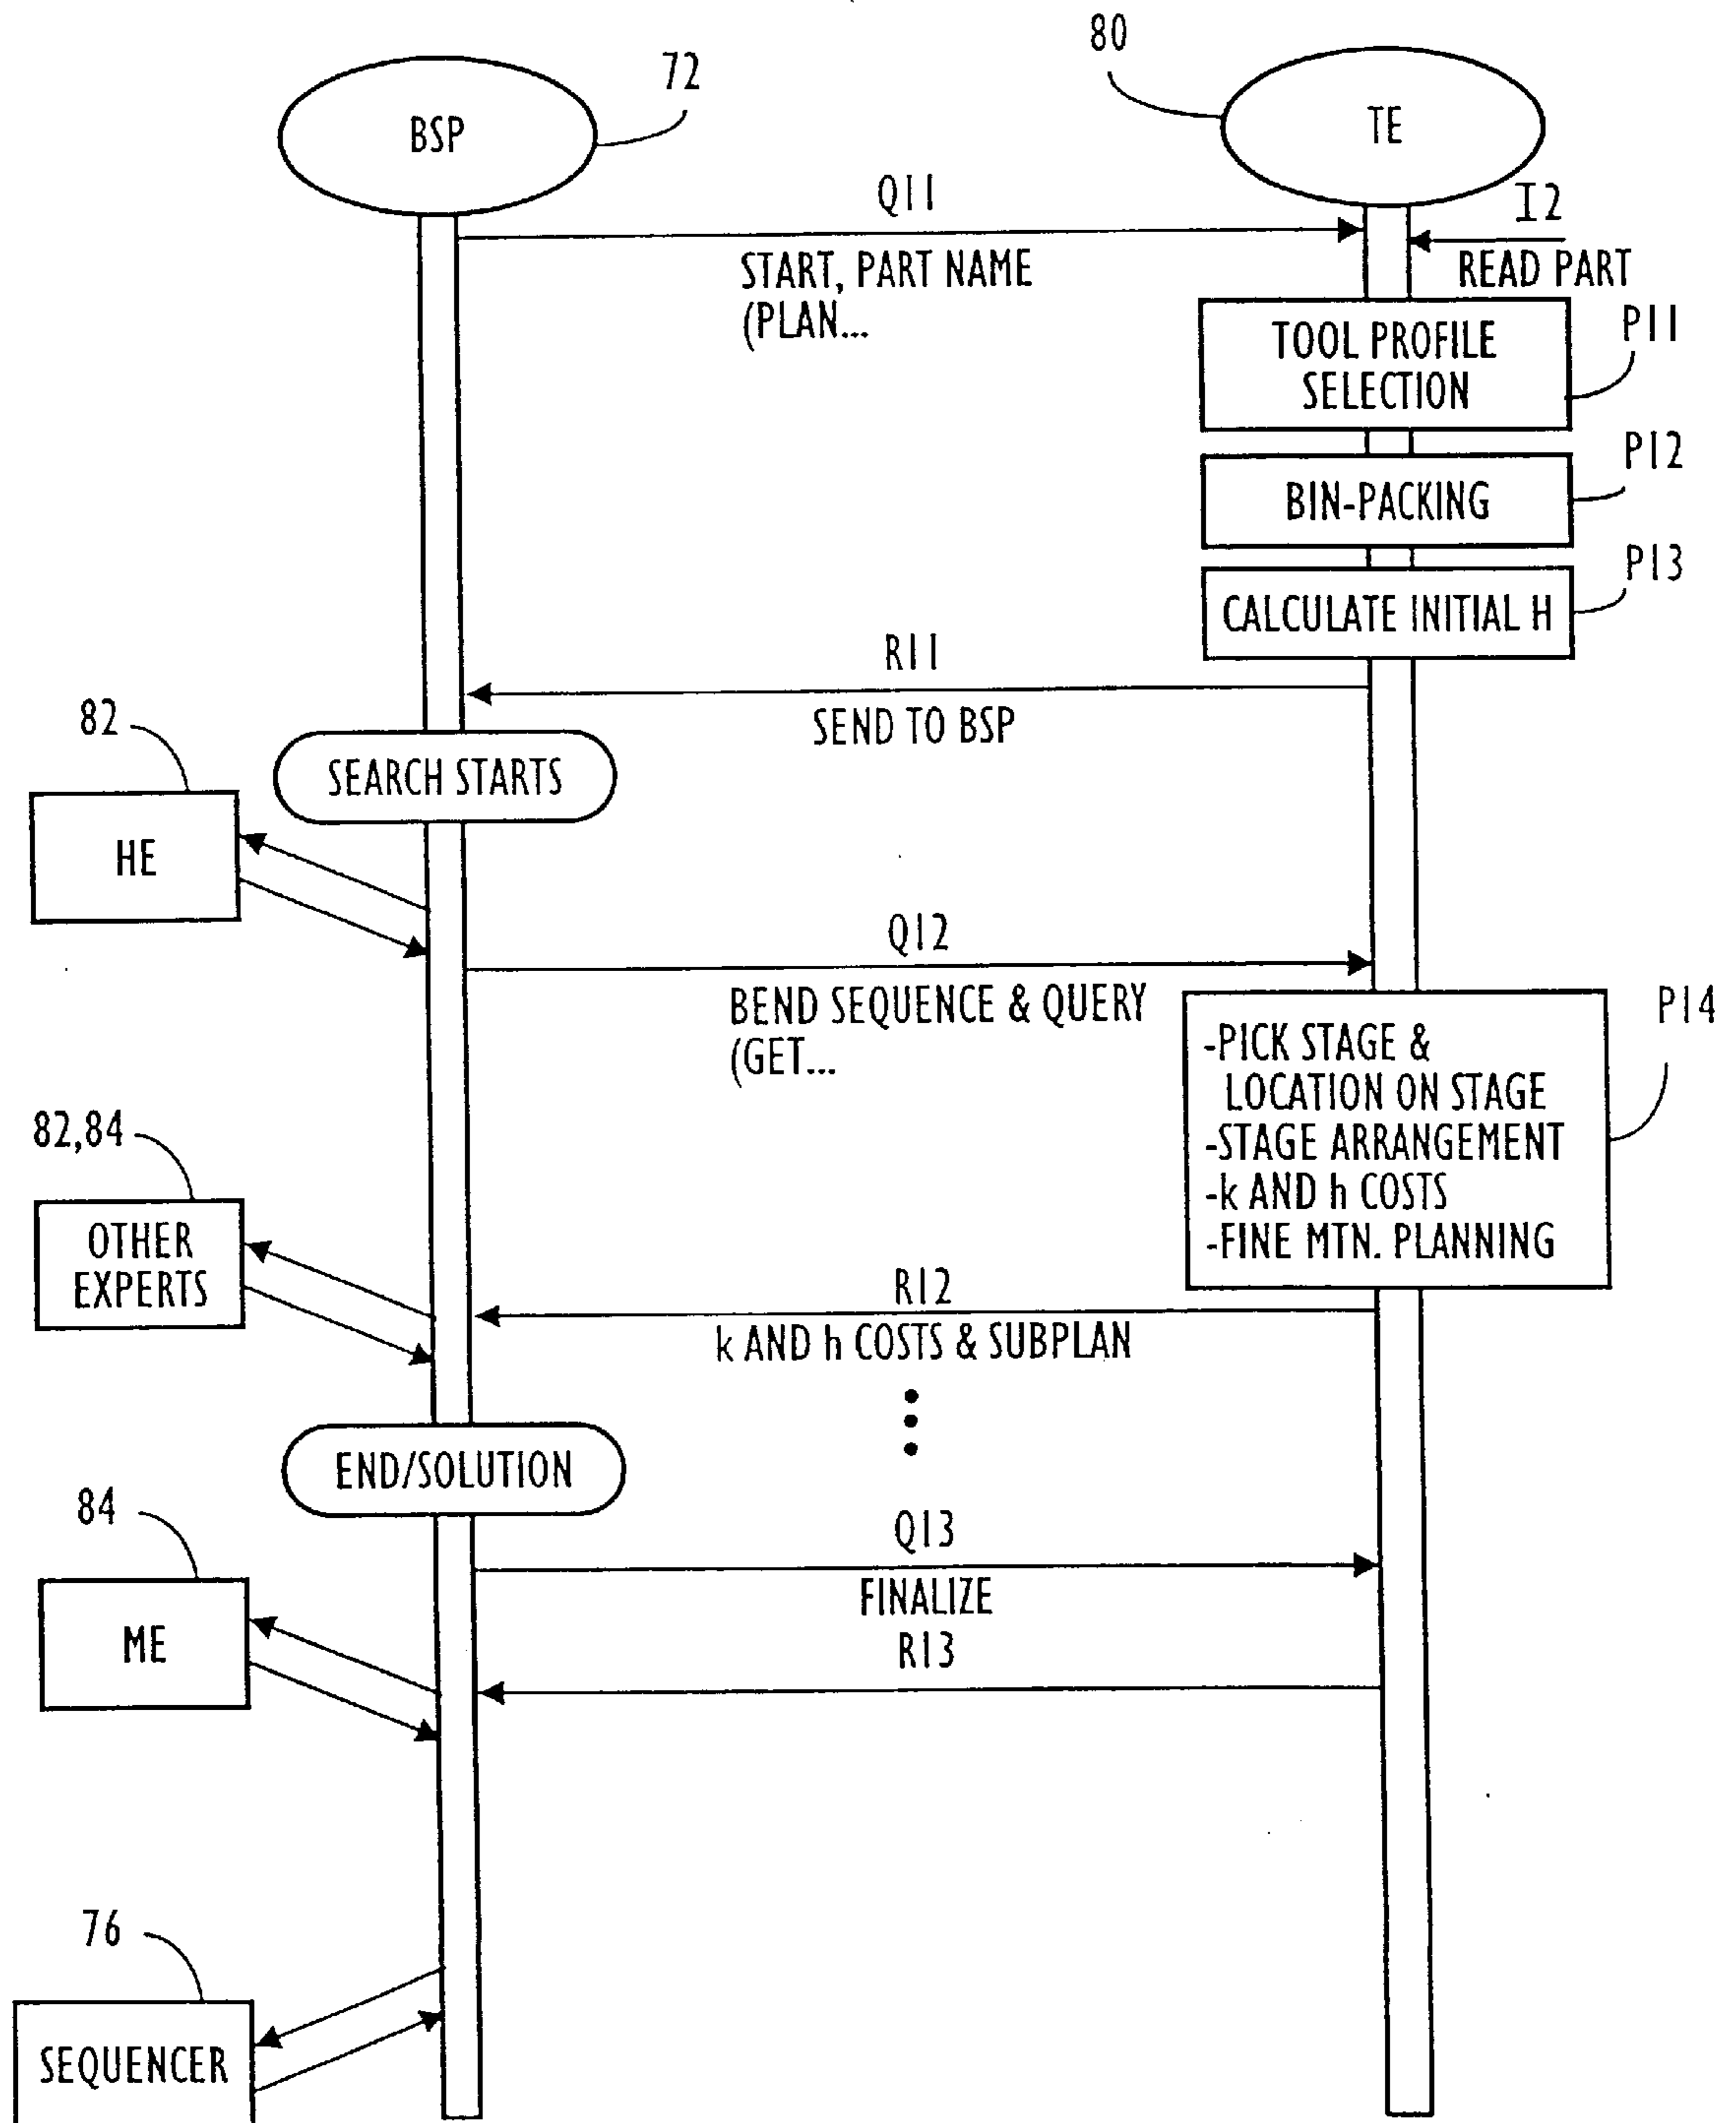 80
72
BSP
TE
Q11
I2
START, PART NAME
(PLAN...
READ PART
P11
TOOL PROFILE
SELECTION
P12
BIN-PACKING
P13
CALCULATE INITIAL H
R11
SEND TO BSP
82
SEARCH STARTS
HE
Q12
BEND SEQUENCE & QUERY
(GET...
P14
-PICK STAGE &
LOCATION ON STAGE
-STAGE ARRANGEMENT
-k AND h COSTS
-FINE MTN. PLANNING
82,84
OTHER
EXPERTS
R12
k AND h COSTS & SUBPLAN
END/SOLUTION
84
Q13
FINALIZE
ME
R13
76
SEQUENCER